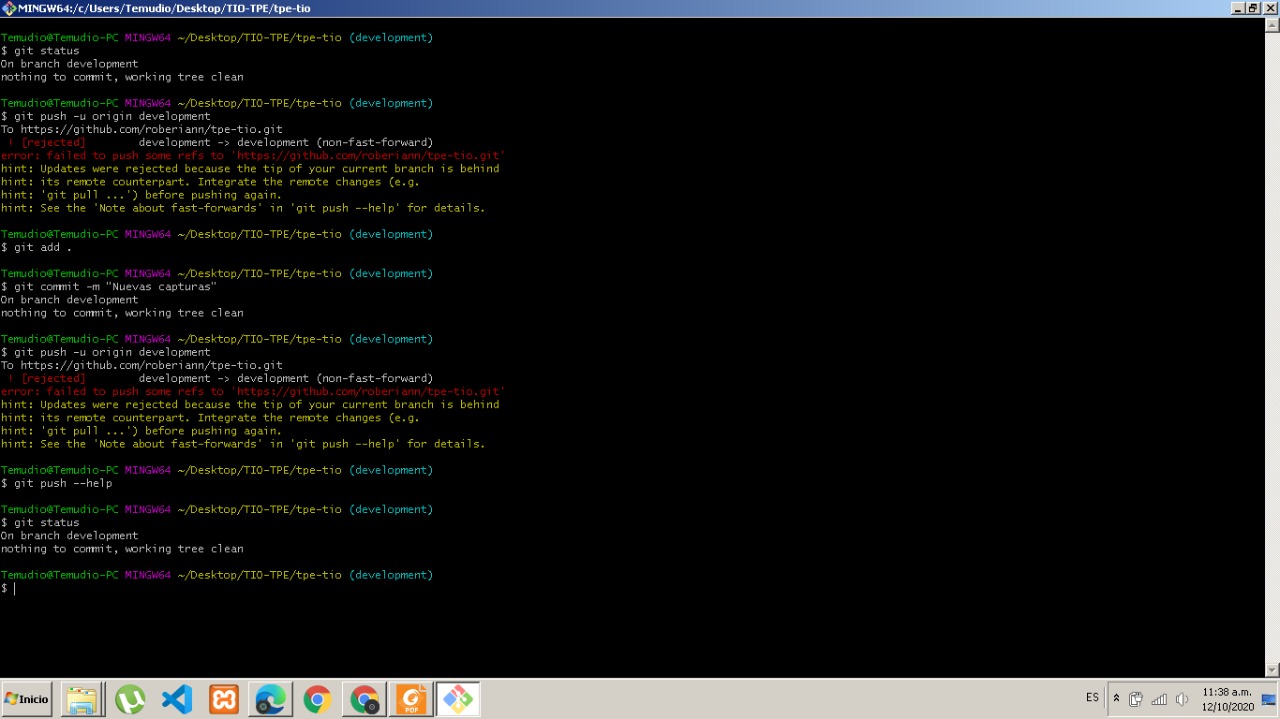 MINGW64:/c/Users/Temudio/Desktop/TIO-TPE/tpe-tio
Temudio@Temudio-PC MINGW64 ~/Desktop/TIO-TPE/tpe-tio (development)
$ git status
On branch development
nothing to commit, working tree clean
Temudio@Temudio-PC MINGW64 ~/Desktop/TIO-TPE/tpe-tio (development)
$ git push -u origin development
To https://github.com/roberiann/tpe-tio.git
! [rejected]        development -> development (non-fast-forward)
error: failed to push some refs to 'https://github.com/roberiann/tpe-tio.git'
hint: Updates were rejected because the tip of your current branch is behind
hint: its remote counterpart. Integrate the remote changes (e.g.
hint: 'git pull ...') before pushing again.
hint: See the 'Note about fast-forwards' in 'git push --help' for details.
Temudio@Temudio-PC MINGW64 ~/Desktop/TIO-TPE/tpe-tio (development)
$ git add .
Temudio@Temudio-PC MINGW64 ~/Desktop/TIO-TPE/tpe-tio (development)
$ git commit -m "Nuevas capturas"
On branch development
nothing to commit, working tree clean
Temudio@Temudio-PC MINGW64 ~/Desktop/TIO-TPE/tpe-tio (development)
$ git push -u origin development
To https://github.com/roberiann/tpe-tio.git
! [rejected]        development -> development (non-fast-forward)
error: failed to push some refs to 'https://github.com/roberiann/tpe-tio.git'
hint: Updates were rejected because the tip of your current branch is behind
hint: its remote counterpart. Integrate the remote changes (e.g.
hint: 'git pull ...') before pushing again.
hint: See the 'Note about fast-forwards' in 'git push --help' for details.
Temudio@Temudio-PC MINGW64 ~/Desktop/TIO-TPE/tpe-tio (development)
$ git push --help
Temudio@Temudio-PC MINGW64 ~/Desktop/TIO-TPE/tpe-tio (development)
$ git status
On branch development
nothing to commit, working tree clean
Temudio@Temudio-PC MINGW64 ~/Desktop/TIO-TPE/tpe-tio (development)
$
Inicio
PDF
ES
11:38 a.m.
12/10/2020